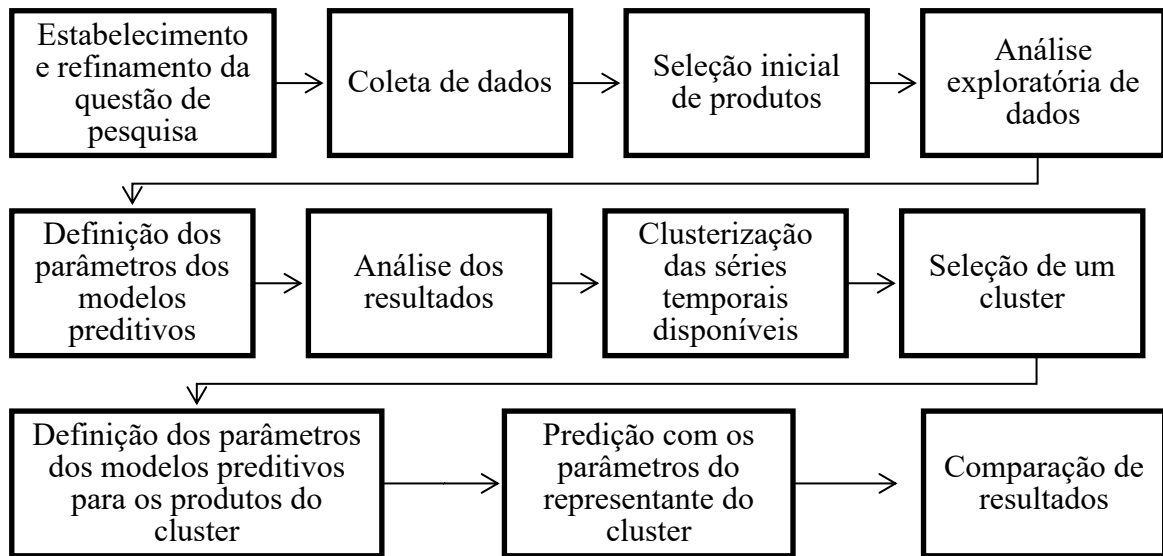 Estabelecimento
e refinamento da
questão de
pesquisa
Coleta de dados
Seleção inicial
de produtos
Análise
exploratória de
dados
Definição dos
parâmetros dos
modelos
preditivos
Análise dos
resultados
Clusterização
das séries
temporais
disponíveis
Seleção de um
cluster
Definição dos parâmetros
dos modelos preditivos
para os produtos do
cluster
Predição com os
parâmetros do
representante do
cluster
Comparação de
resultados